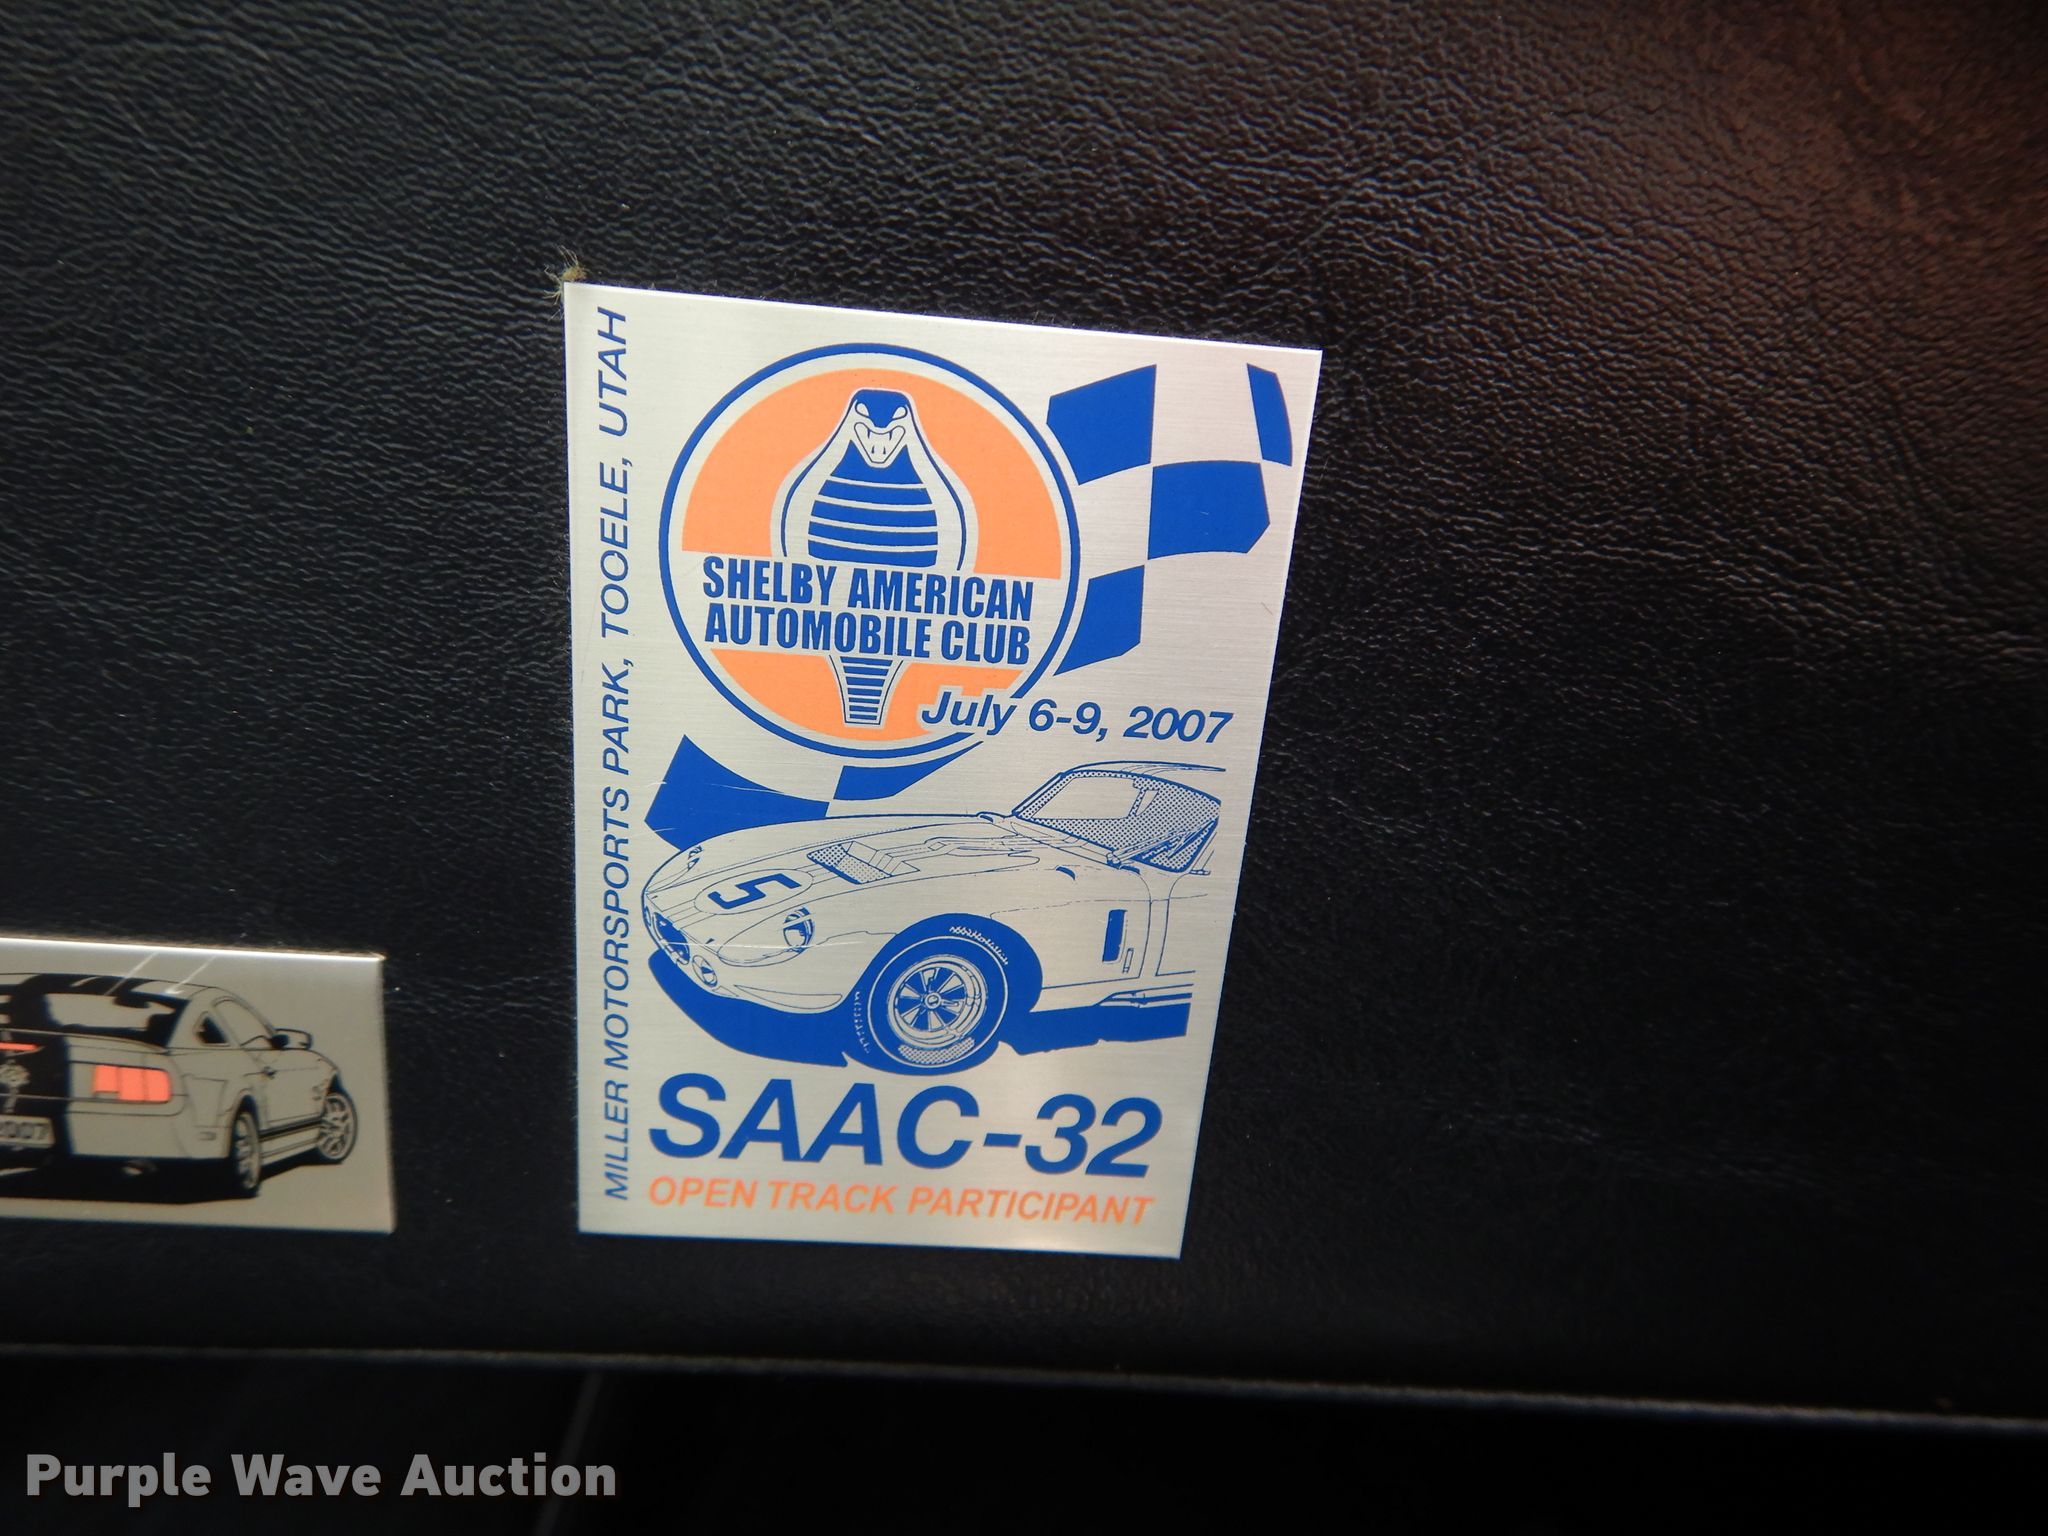 MILLER MOTORSPORTS PARK, TOOELE, UTAH
SHELBY AMERICAN
AUTOMOBILE CLUB
July 6-9, 2007
5
SAAC-32
OPEN TRACK PARTICIPANT
2007
Purple Wave Auction